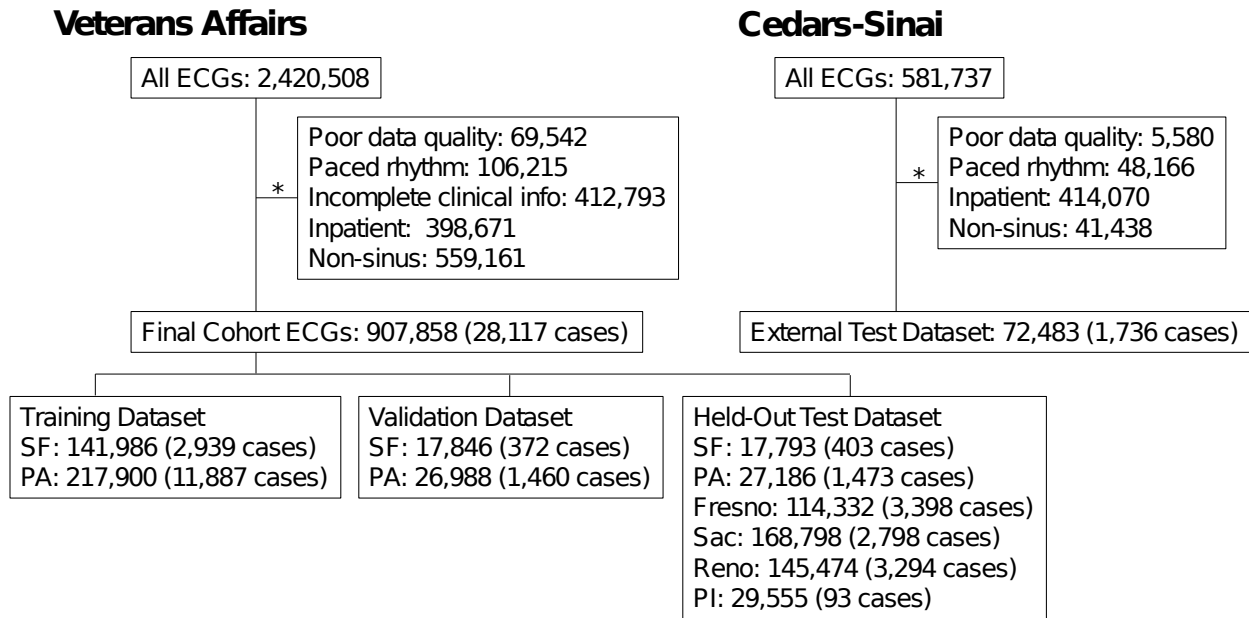 Veterans Affairs
All ECGs: 2,420,508
Poor data quality: 69,542
Paced rhythm: 106,215
*
Incomplete clinical info: 412,793
Inpatient: 398,671
Non-sinus: 559,161
Final Cohort ECGs: 907,858 (28,117 cases)
Training Dataset
SF: 141,986 (2,939 cases)
PA: 217,900 (11,887 cases)
Validation Dataset
SF: 17,846 (372 cases)
PA: 26,988 (1,460 cases)
Held-Out Test Dataset
SF: 17,793 (403 cases)
PA: 27,186 (1,473 cases)
Fresno: 114,332 (3,398 cases)
Sac: 168,798 (2,798 cases)
Reno: 145,474 (3,294 cases)
PI: 29,555 (93 cases)
Cedars-Sinai
All ECGs: 581,737
Poor data quality: 5,580
*
Paced rhythm: 48,166
Inpatient: 414,070
Non-sinus: 41,438
External Test Dataset: 72,483 (1,736 cases)